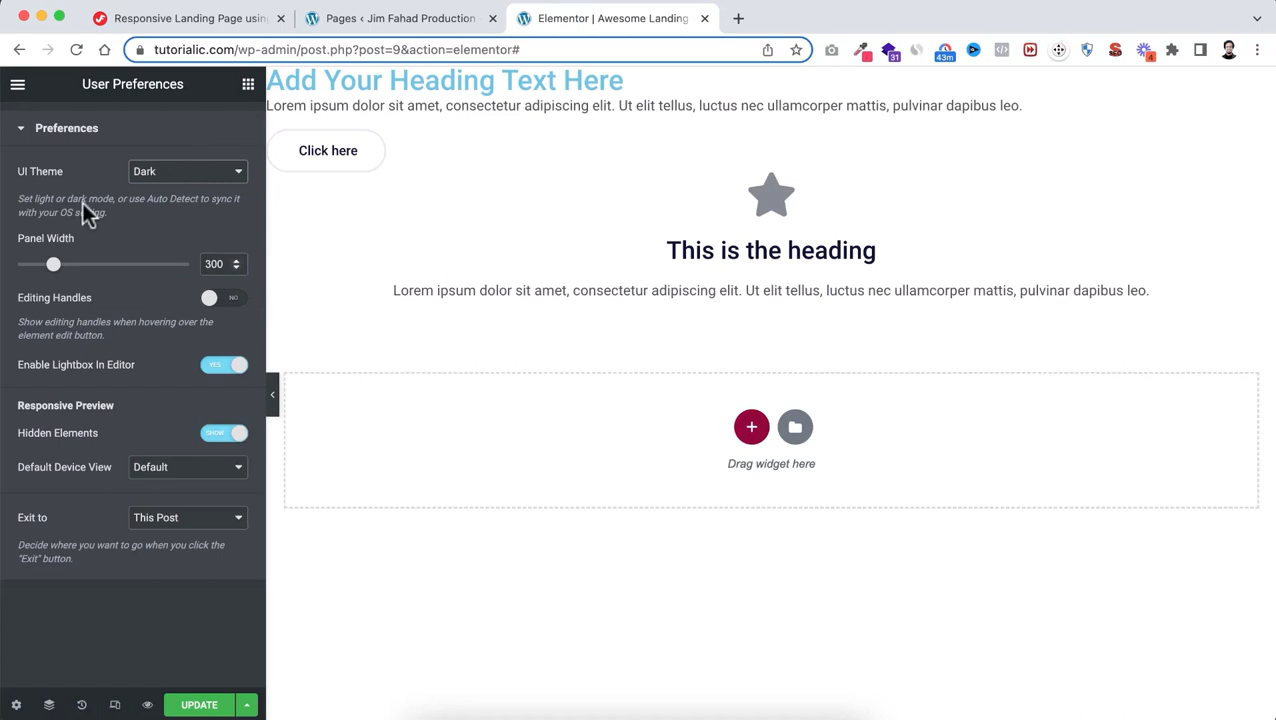 Responsive Landing Page using
Pages ‹ Jim Fahad Production
Elementor | Awesome Landing
tutorialic.com/wp-admin/post.php?post=9&action=elementor#
31
43m
4
User Preferences
Preferences
UI Theme
Dark
Set light or dark mode, or use Auto Detect to sync it
with your OS setting.
Panel Width
300
Editing Handles
NO
Show editing handles when hovering over the
element edit button.
Enable Lightbox In Editor
YES
Responsive Preview
Hidden Elements
SHOW
Default Device View
Default
Exit to
This Post
Decide where you want to go when you click the
"Exit" button.
UPDATE
Add Your Heading Text Here
Lorem ipsum dolor sit amet, consectetur adipiscing elit. Ut elit tellus, luctus nec ullamcorper mattis, pulvinar dapibus leo.
Click here
This is the heading
Lorem ipsum dolor sit amet, consectetur adipiscing elit. Ut elit tellus, luctus nec ullamcorper mattis, pulvinar dapibus leo.
Drag widget here